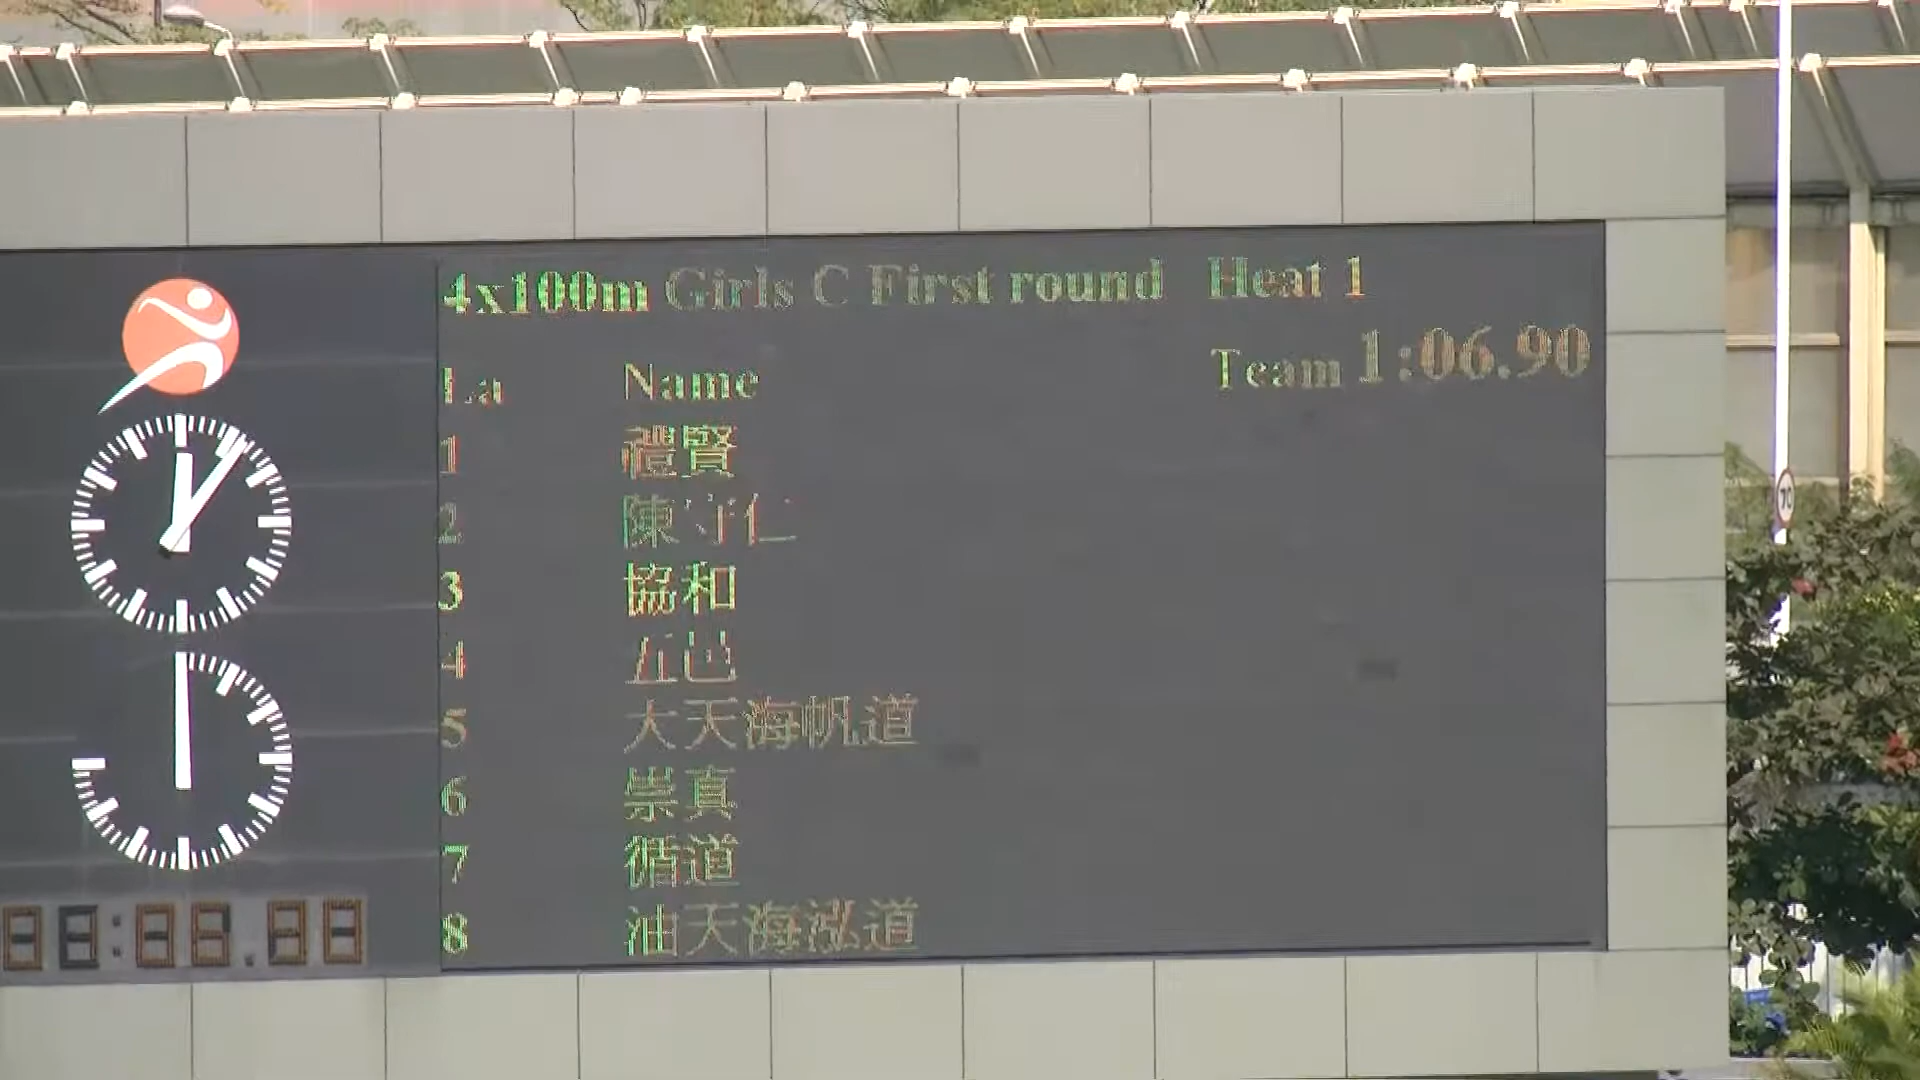 4x100m Girls C First round Heat 1
Team 1:06.90
La Name
1 禮賢
2 陳守仁
3 協和
4 五邑
5 大天海帆道
6 崇真
7 循道
8 油天海泓道
70